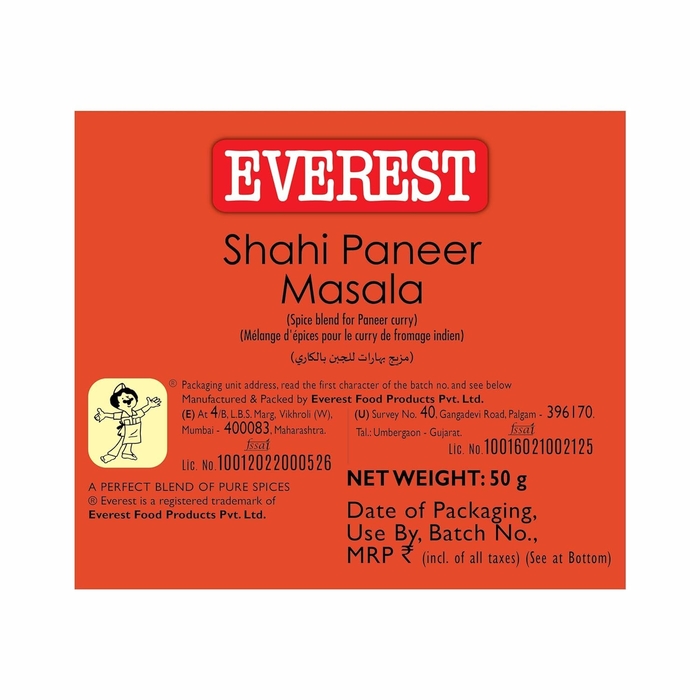 EVEREST
Shahi Paneer
Masala
(Spice blend for Paneer curry)
(Mélange d'épices pour le curry de fromage indien)
(مزيج بهارات للجبن بالكاري)
® Packaging unit address, read the first character of the batch no. and see below
Manufactured & Packed by Everest Food Products Pvt. Ltd.
(E) At 4/B, L.B.S. Marg, Vikhroli (W),
Mumbai - 400083, Maharashtra.
fssai
Lic. No. 10012022000526
(U) Survey No. 40, Gangadevi Road, Palgam - 396170,
Tal.: Umbergaon - Gujarat.
fssai
Lic. No. 10016021002125
A PERFECT BLEND OF PURE SPICES
® Everest is a registered trademark of
Everest Food Products Pvt. Ltd.
NET WEIGHT: 50 g
Date of Packaging,
Use By, Batch No.,
MRP ₹ (incl. of all taxes) (See at Bottom)